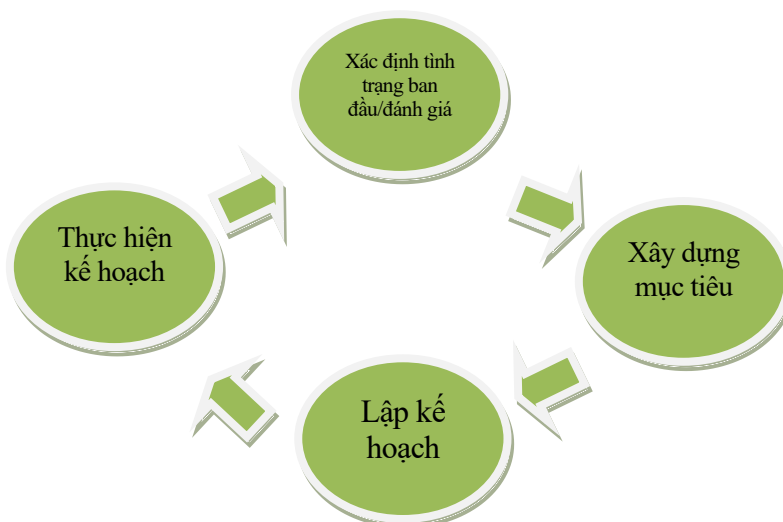 Xác định tình
trạng ban
đầu/đánh giá
Xây dựng
mục tiêu
Lập kế
hoạch
Thực hiện
kế hoạch